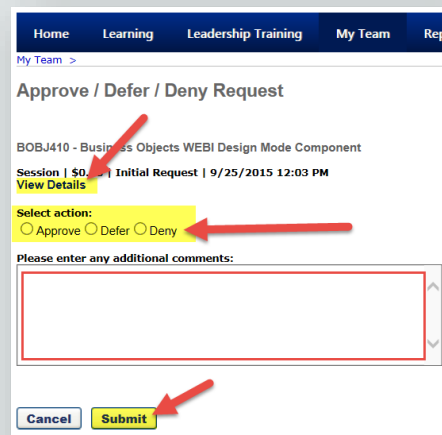 Home Learning Leadership Training My Team
My Team >
Approve / Defer / Deny Request
BOBJ410 - Business Objects WEBI Design Mode Component
Session | | Initial Request | 9/25/2015 12:03 PM
View Details
Select action:
Approve Defer Deny
Please enter any additional comments:
Cancel Submit